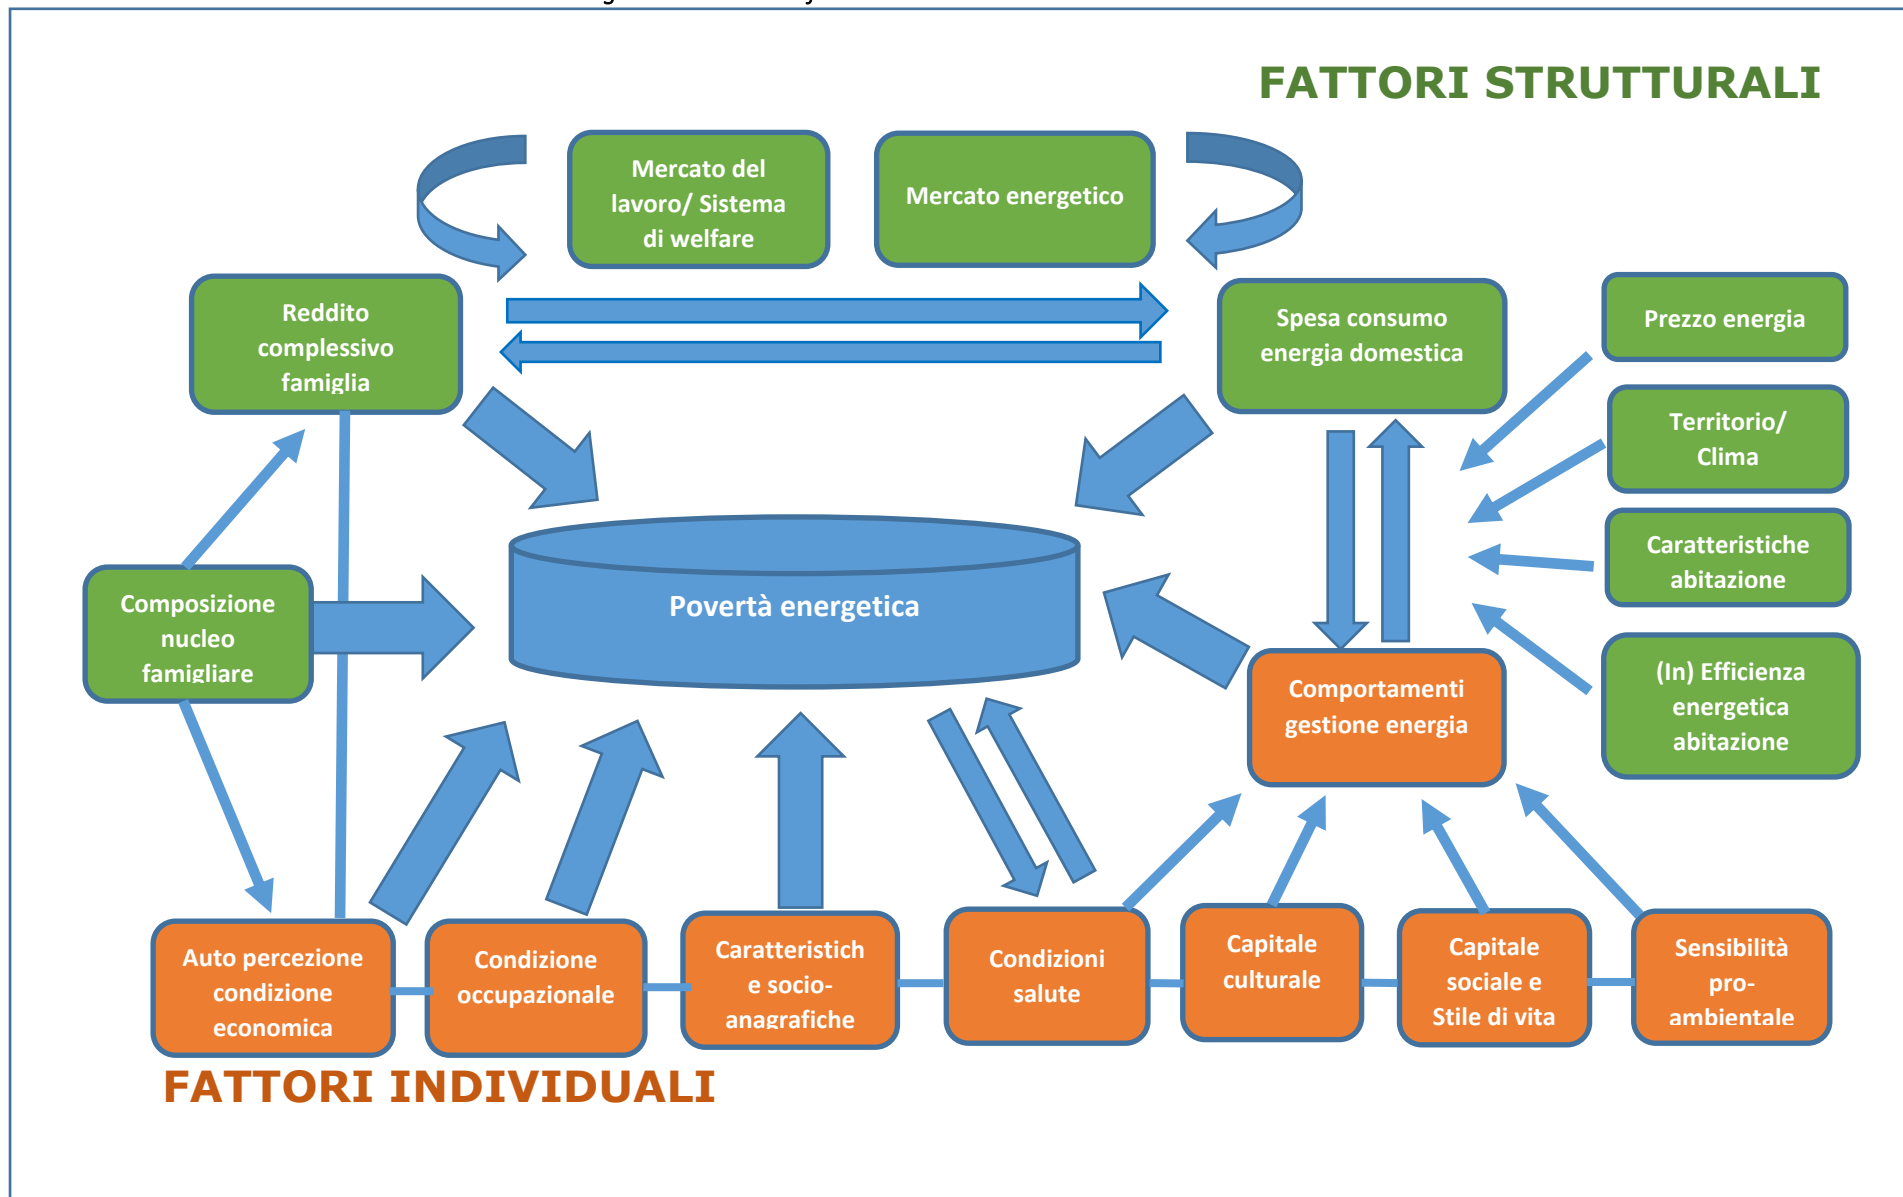 FATTORI STRUTTURALI
Mercato del
lavoro/ Sistema
di welfare
Mercato energetico
Reddito
complessivo
famiglia
Spesa consumo
energia domestica
Prezzo energia
Territorio/
Clima
Caratteristiche
abitazione
(In) Efficienza
energetica
abitazione
Composizione
nucleo
famigliare
Povertà energetica
Comportamenti
gestione energia
Auto percezione
condizione
economica
Condizione
occupazionale
Caratteristich
e socio-
anagrafiche
Condizioni
salute
Capitale
culturale
Capitale
sociale e
Stile di vita
Sensibilità
pro-
ambientale
FATTORI INDIVIDUALI